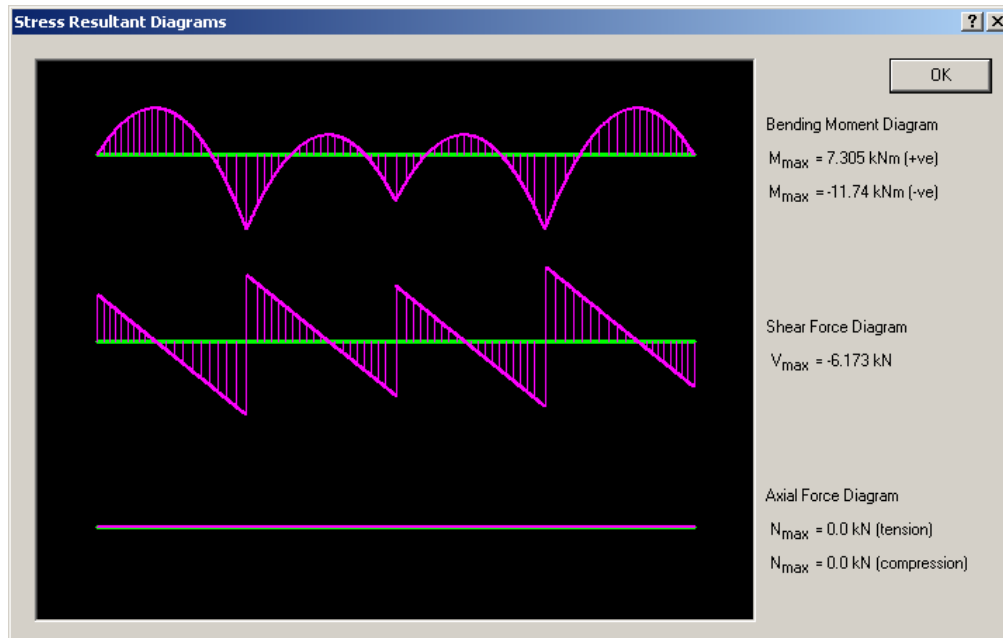 Stress Resultant Diagrams
OK
Bending Moment Diagram
Mmax = 7.305 kNm (+ve)
Mmax = -11.74 kNm (-ve)
Shear Force Diagram
Vmax = -6.173 kN
Axial Force Diagram
Nmax = 0.0 kN (tension)
Nmax = 0.0 kN (compression)